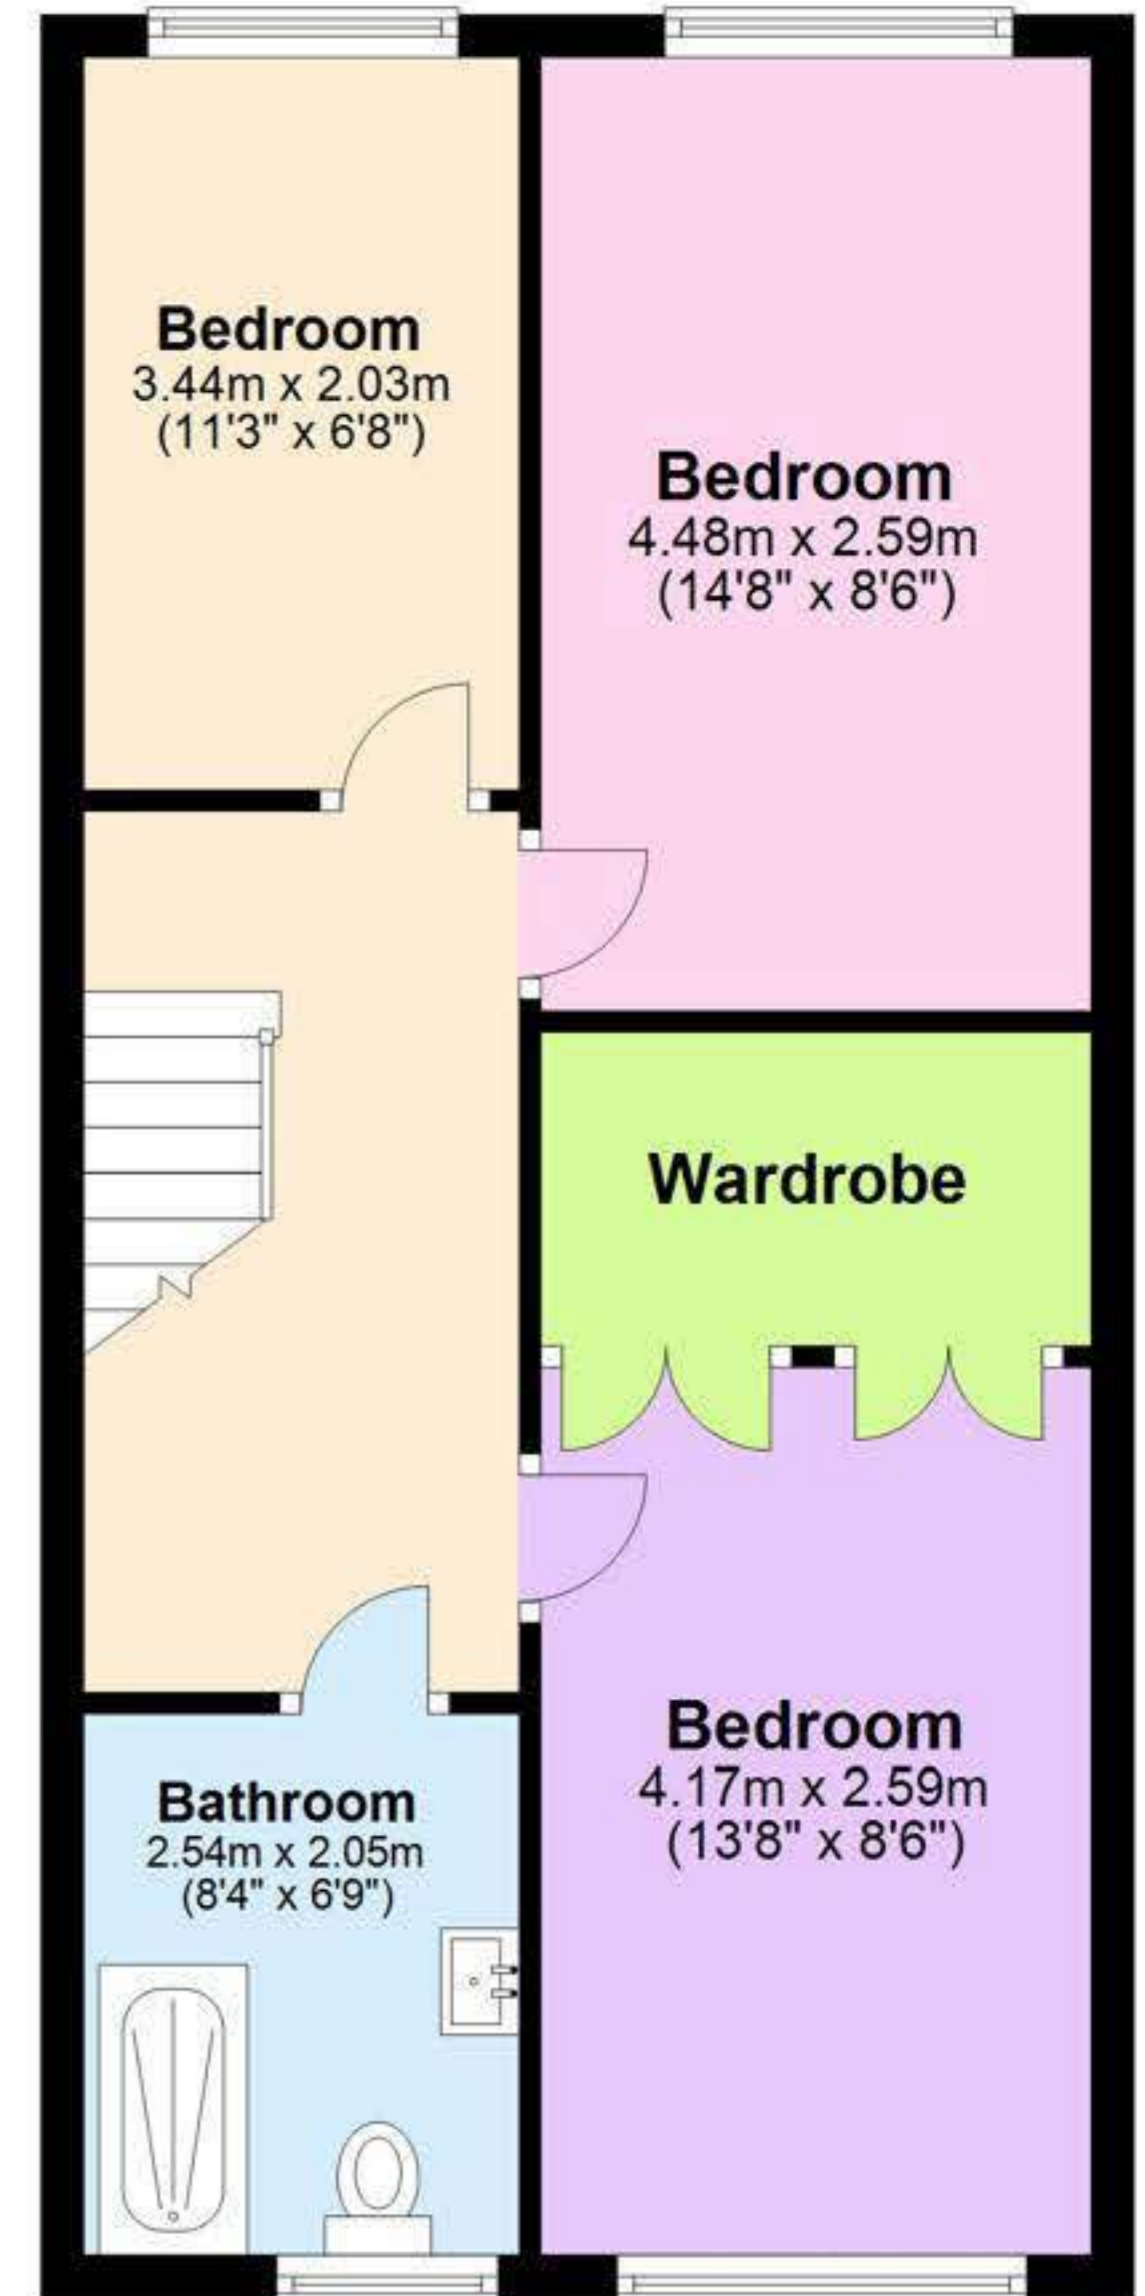 Bedroom
3.44m x 2.03m
(11'3" x 6'8")
Bedroom
4.48m x 2.59m
(14'8" x 8'6")
Wardrobe
Bedroom
4.17m x 2.59m
(13'8" x 8'6")
Bathroom
2.54m x 2.05m
(8'4" x 6'9")